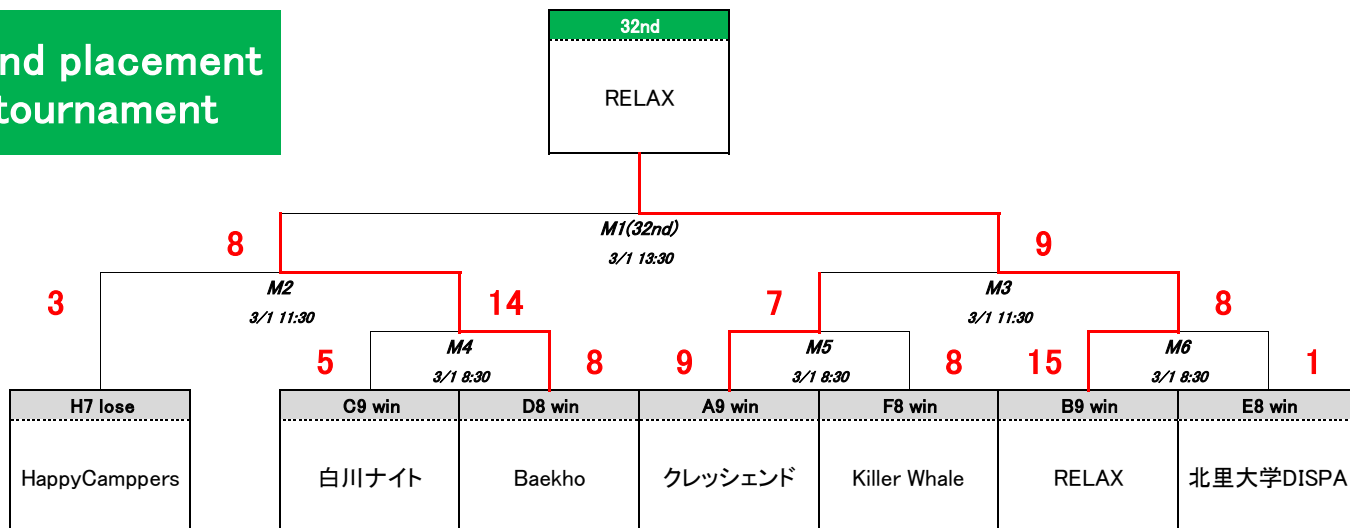 32nd
nd placement
tournament
RELAX
M1(32nd)
3/1 13:30
8
9
M2
3/1 11:30
M3
3/1 11:30
3
14
7
8
M4
3/1 8:30
M5
3/1 8:30
M6
3/1 8:30
5
8
9
8
15
1
H7 lose
C9 win
D8 win
A9 win
F8 win
B9 win
E8 win
HappyCamppers
白川ナイト
Baekho
クレッシェンド
Killer Whale
RELAX
北里大学DISPA